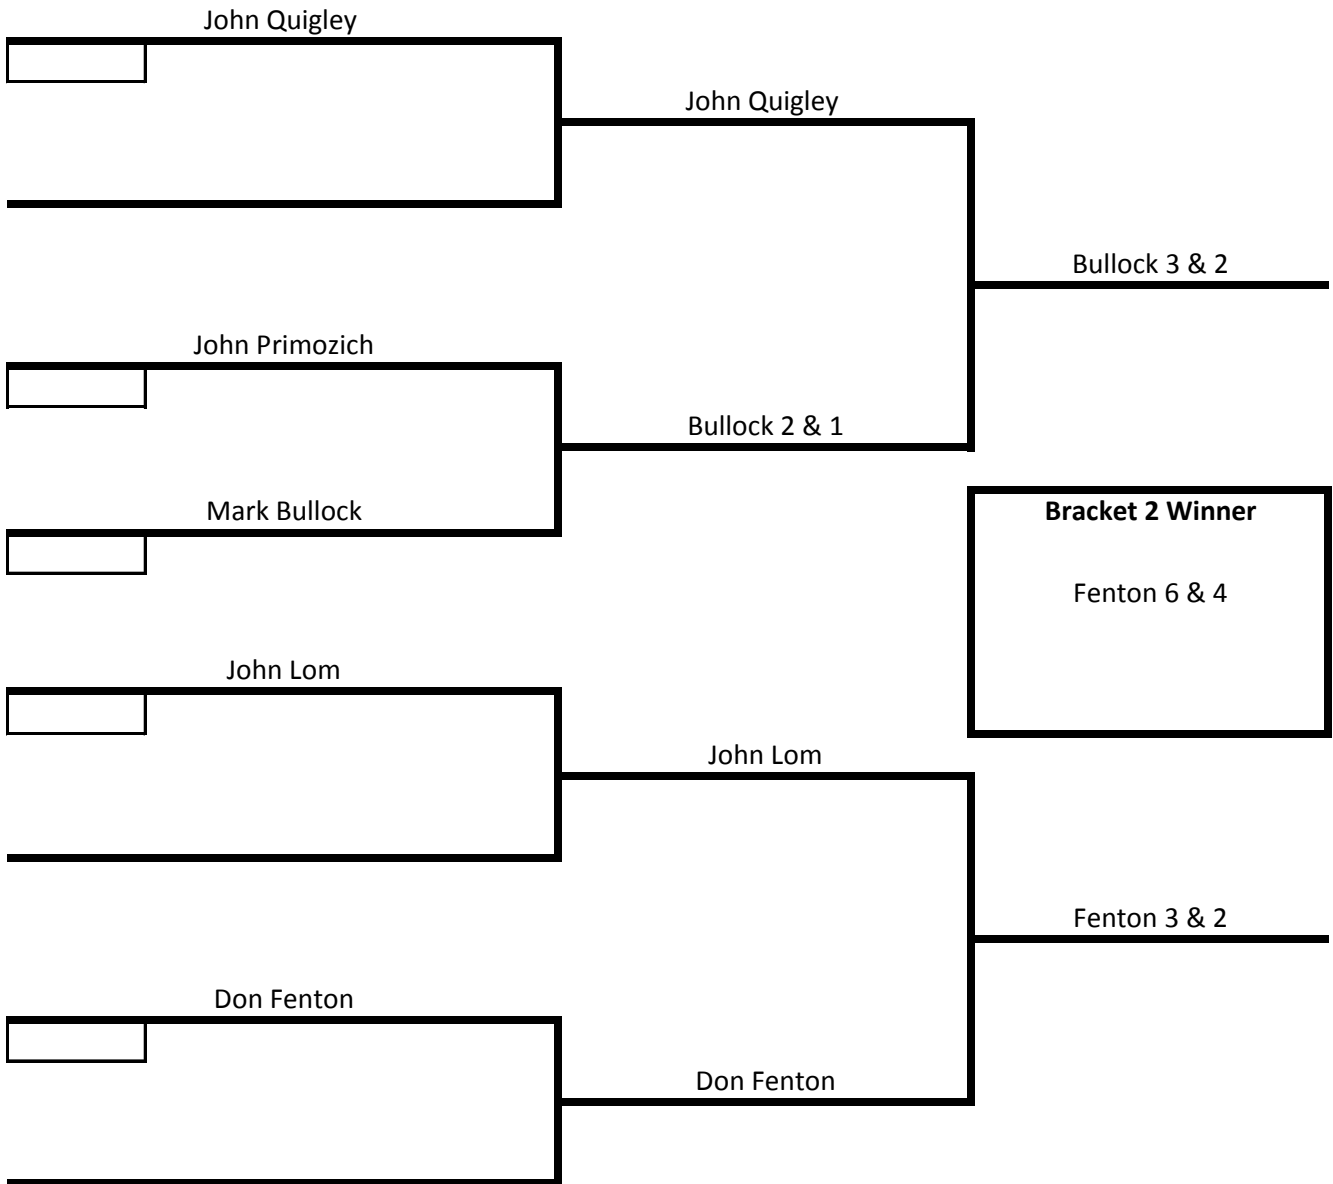 John Quigley
John Quigley
Bullock 3 & 2
John Primozich
Bullock 2 & 1
Mark Bullock
Bracket 2 Winner
Fenton 6 & 4
John Lom
John Lom
Fenton 3 & 2
Don Fenton
Don Fenton